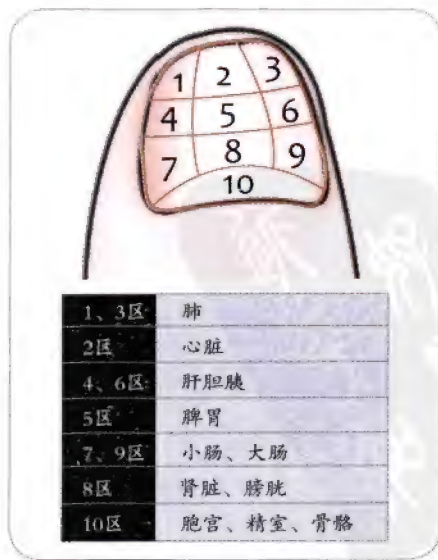 1 2 3
4 5 6
7 8 9
10
1、3区 肺
2区 心脏
4、6区 肝胆胰
5区 脾胃
7、9区 小肠、大肠
8区 肾脏、膀胱
10区 胞宫、精室、骨骼